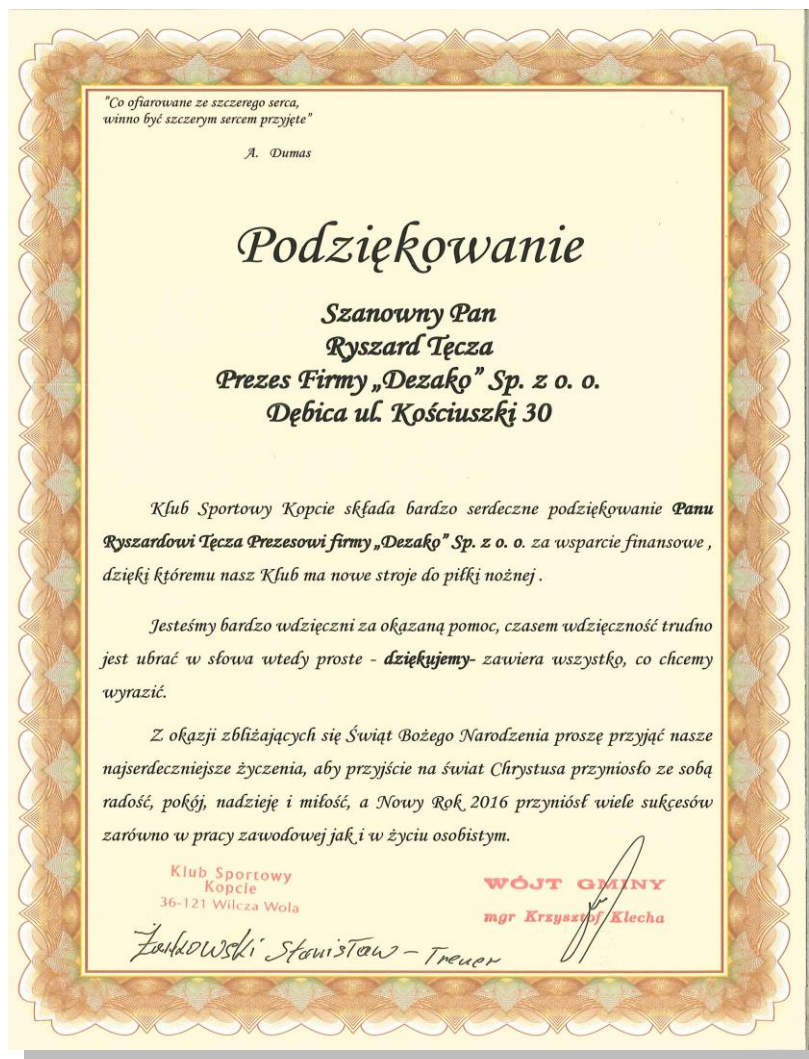 "Co ofiarowane ze szczerego serca,
winno być szczerym sercem przyjęte"
A. Dumas
Podziękowanie
Szanowny Pan
Ryszard Tęcza
Prezes Firmy „Dezako” Sp. z o. o.
Dębica ul. Kościuszki 30
Klub Sportowy Kopcie składa bardzo serdeczne podziękowanie Panu
Ryszardowi Tęcza Prezesowi firmy „Dezako” Sp. z o. o. za wsparcie finansowe ,
dzięki któremu nasz Klub ma nowe stroje do piłki nożnej .
Jesteśmy bardzo wdzięczni za okazaną pomoc, czasem wdzięczność trudno
jest ubrać w słowa wtedy proste - dziękujemy- zawiera wszystko, co chcemy
wyrazić.
Z okazji zbliżających się Świąt Bożego Narodzenia proszę przyjąć nasze
najserdeczniejsze życzenia, aby przyjście na świat Chrystusa przyniosło ze sobą
radość, pokój, nadzieję i miłość, a Nowy Rok 2016 przyniósł wiele sukcesów
zarówno w pracy zawodowej jak i w życiu osobistym.
Klub Sportowy
Kopcie
36-121 Wilcza Wola
WÓJT GMINY
mgr Krzysztof Klecha
Stanisław - Trener